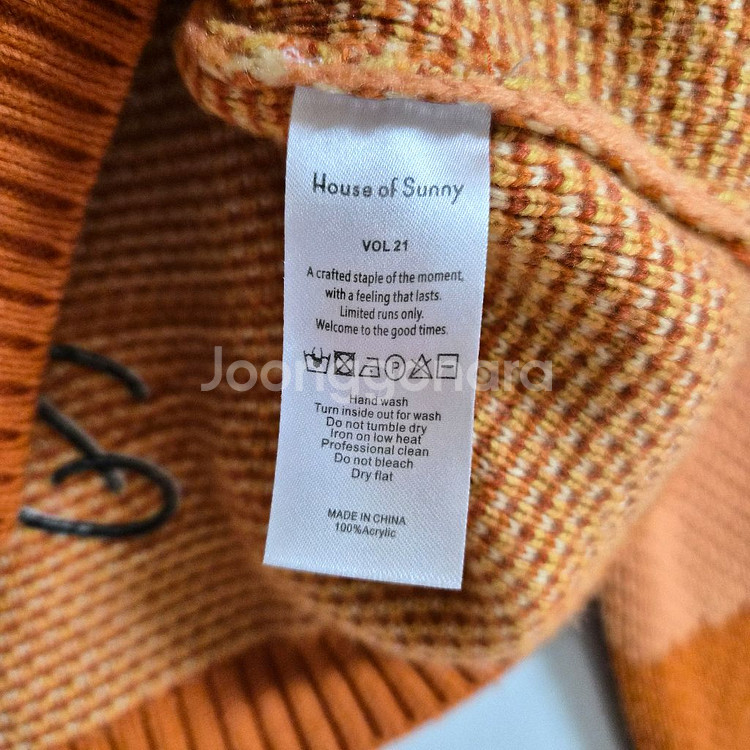 House of Sunny
VOL 21
A crafted staple of the moment,
with a feeling that lasts.
Limited runs only.
Welcome to the good times.
Joonggonara
Hand wash
Turn inside out for wash
Do not tumble dry
Iron on low heat
Professional clean
Do not bleach
Dry flat
MADE IN CHINA
100%Acrylic